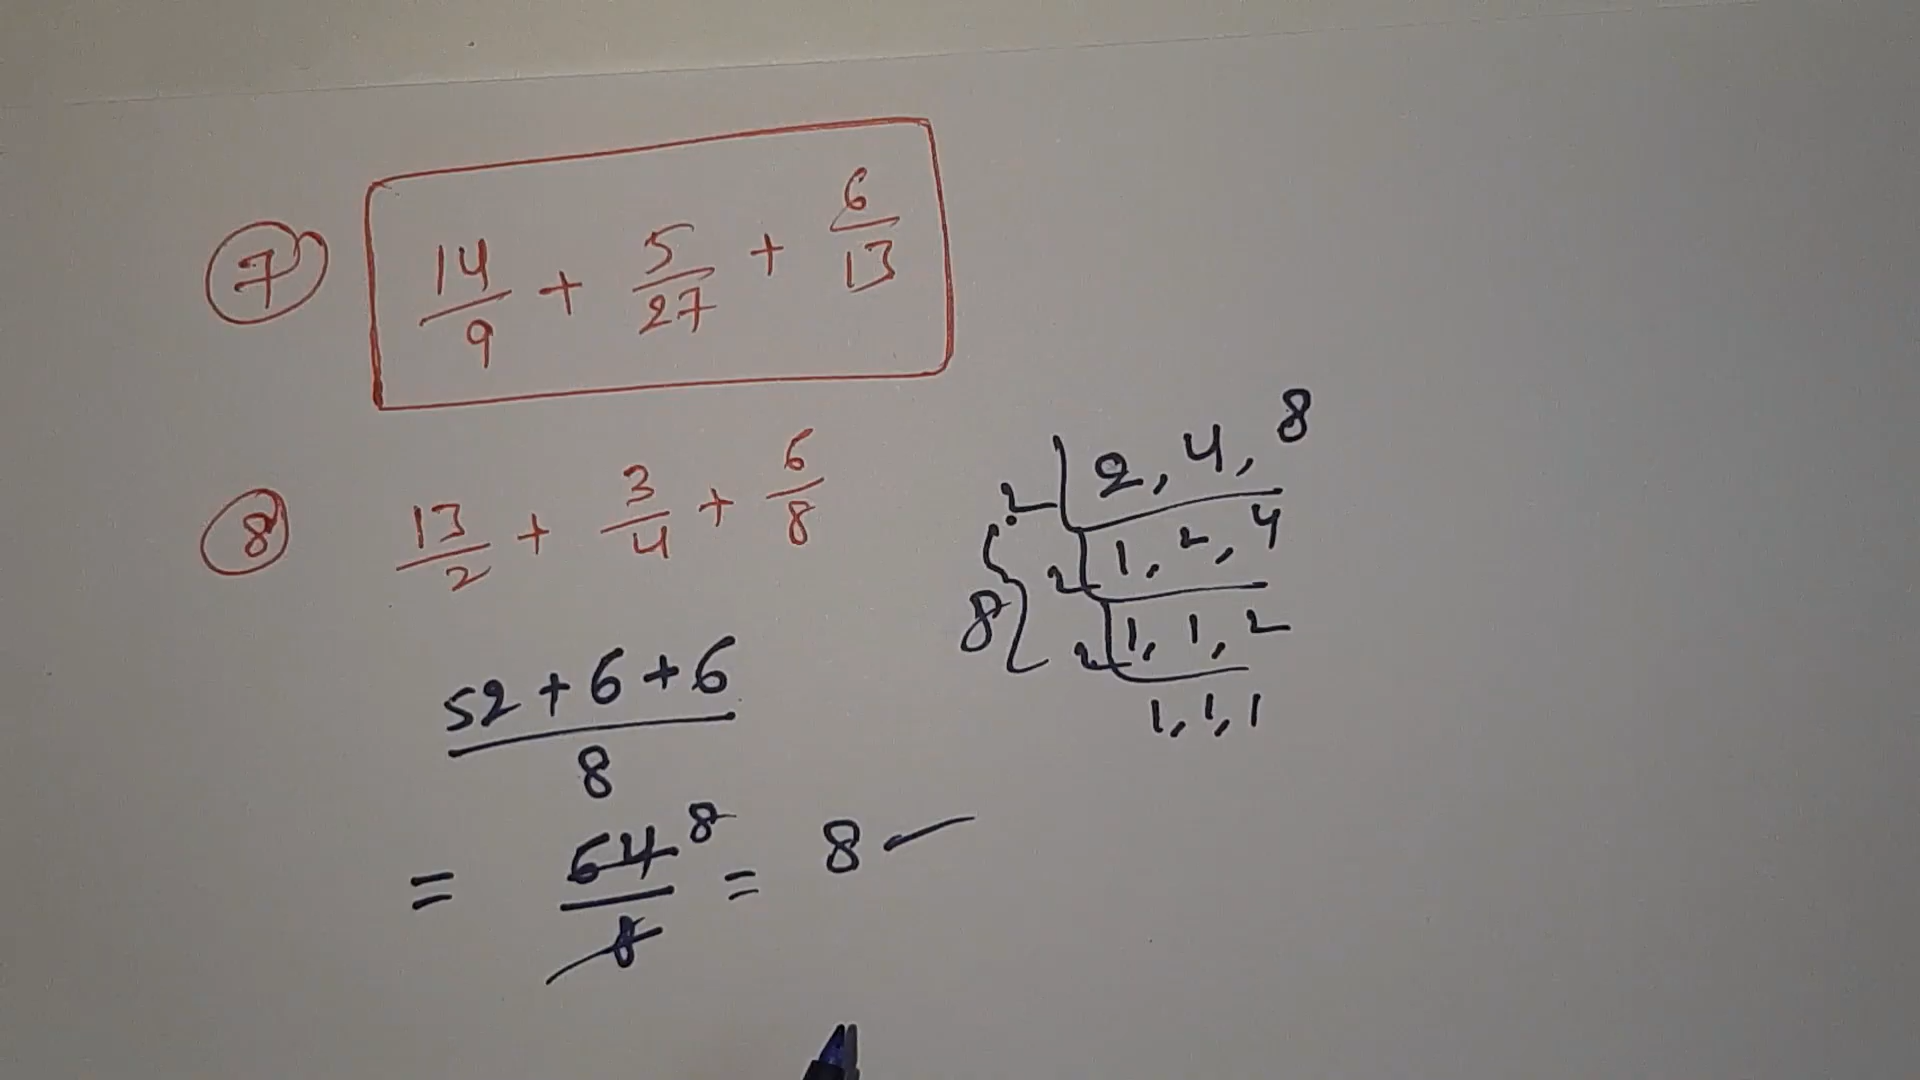 7 14/9 + 5/27 + 6/13
8 13/2 + 3/4 + 6/8
2 | 2, 4, 8
2 | 1, 2, 4
8 { 2 | 1, 1, 2
1, 1, 1
52 + 6 + 6 / 8
= 64 8 / 8 = 8